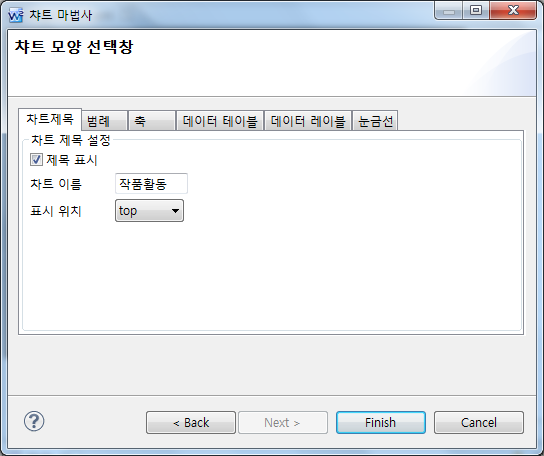 챠트 마법사
챠트 모양 선택창
차트제목 범례 축 데이터 테이블 데이터 레이블 눈금선
차트 제목 설정
제목 표시
챠트 이름 작품활동
표시 위치 top
< Back Next > Finish Cancel